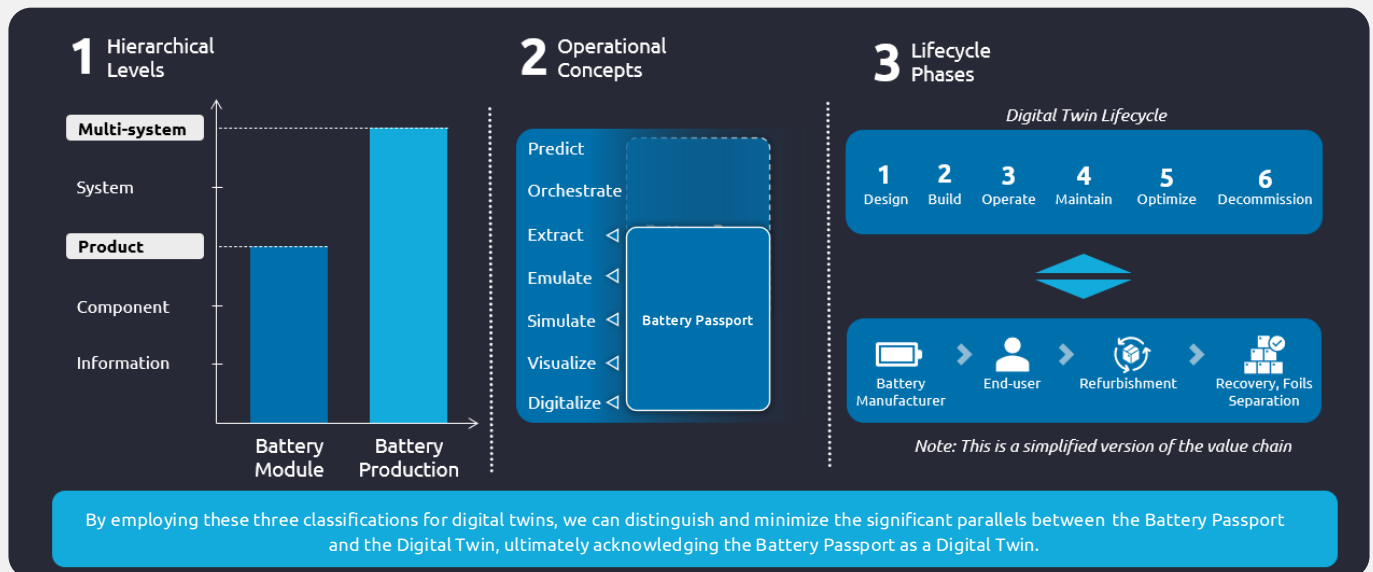 1 Hierarchical
Levels
Multi-system
System
Product
Component
Information
Battery
Module
Battery
Production
2 Operational
Concepts
Predict
Orchestrate
Extract
Emulate
Simulate
Visualize
Digitalize
Battery Passport
3 Lifecycle
Phases
Digital Twin Lifecycle
1 2 3 4 5 6
Design Build Operate Maintain Optimize Decommission
Battery
Manufacturer
End-user
Refurbishment
Recovery, Foils
Separation
Note: This is a simplified version of the value chain
By employing these three classifications for digital twins, we can distinguish and minimize the significant parallels between the Battery Passport
and the Digital Twin, ultimately acknowledging the Battery Passport as a Digital Twin.